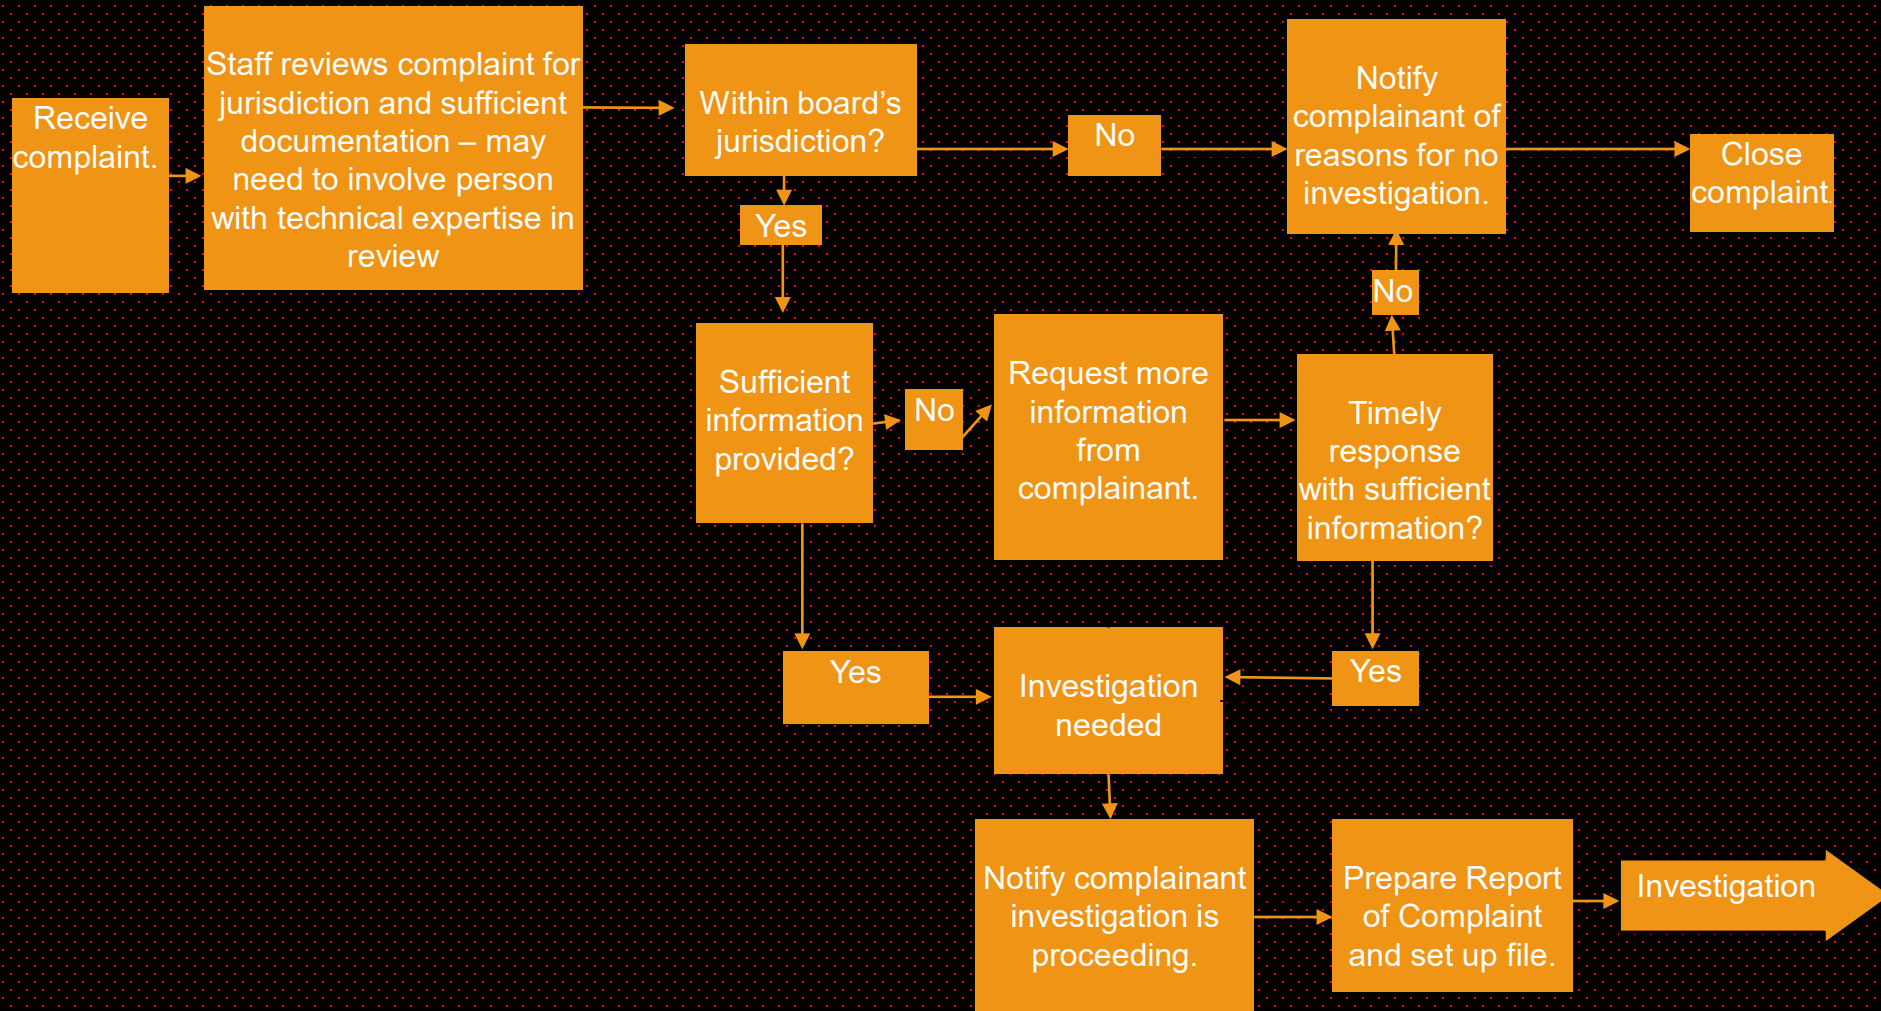 Receive
complaint.
Staff reviews complaint for
jurisdiction and sufficient
documentation – may
need to involve person
with technical expertise in
review
Within board’s
jurisdiction?
No
Notify
complainant of
reasons for no
investigation.
Close
complaint.
Yes
No
Sufficient
information
provided?
No
Request more
information
from
complainant.
Timely
response
with sufficient
information?
Yes
Investigation
needed
Yes
Notify complainant
investigation is
proceeding.
Prepare Report
of Complaint
and set up file.
Investigation